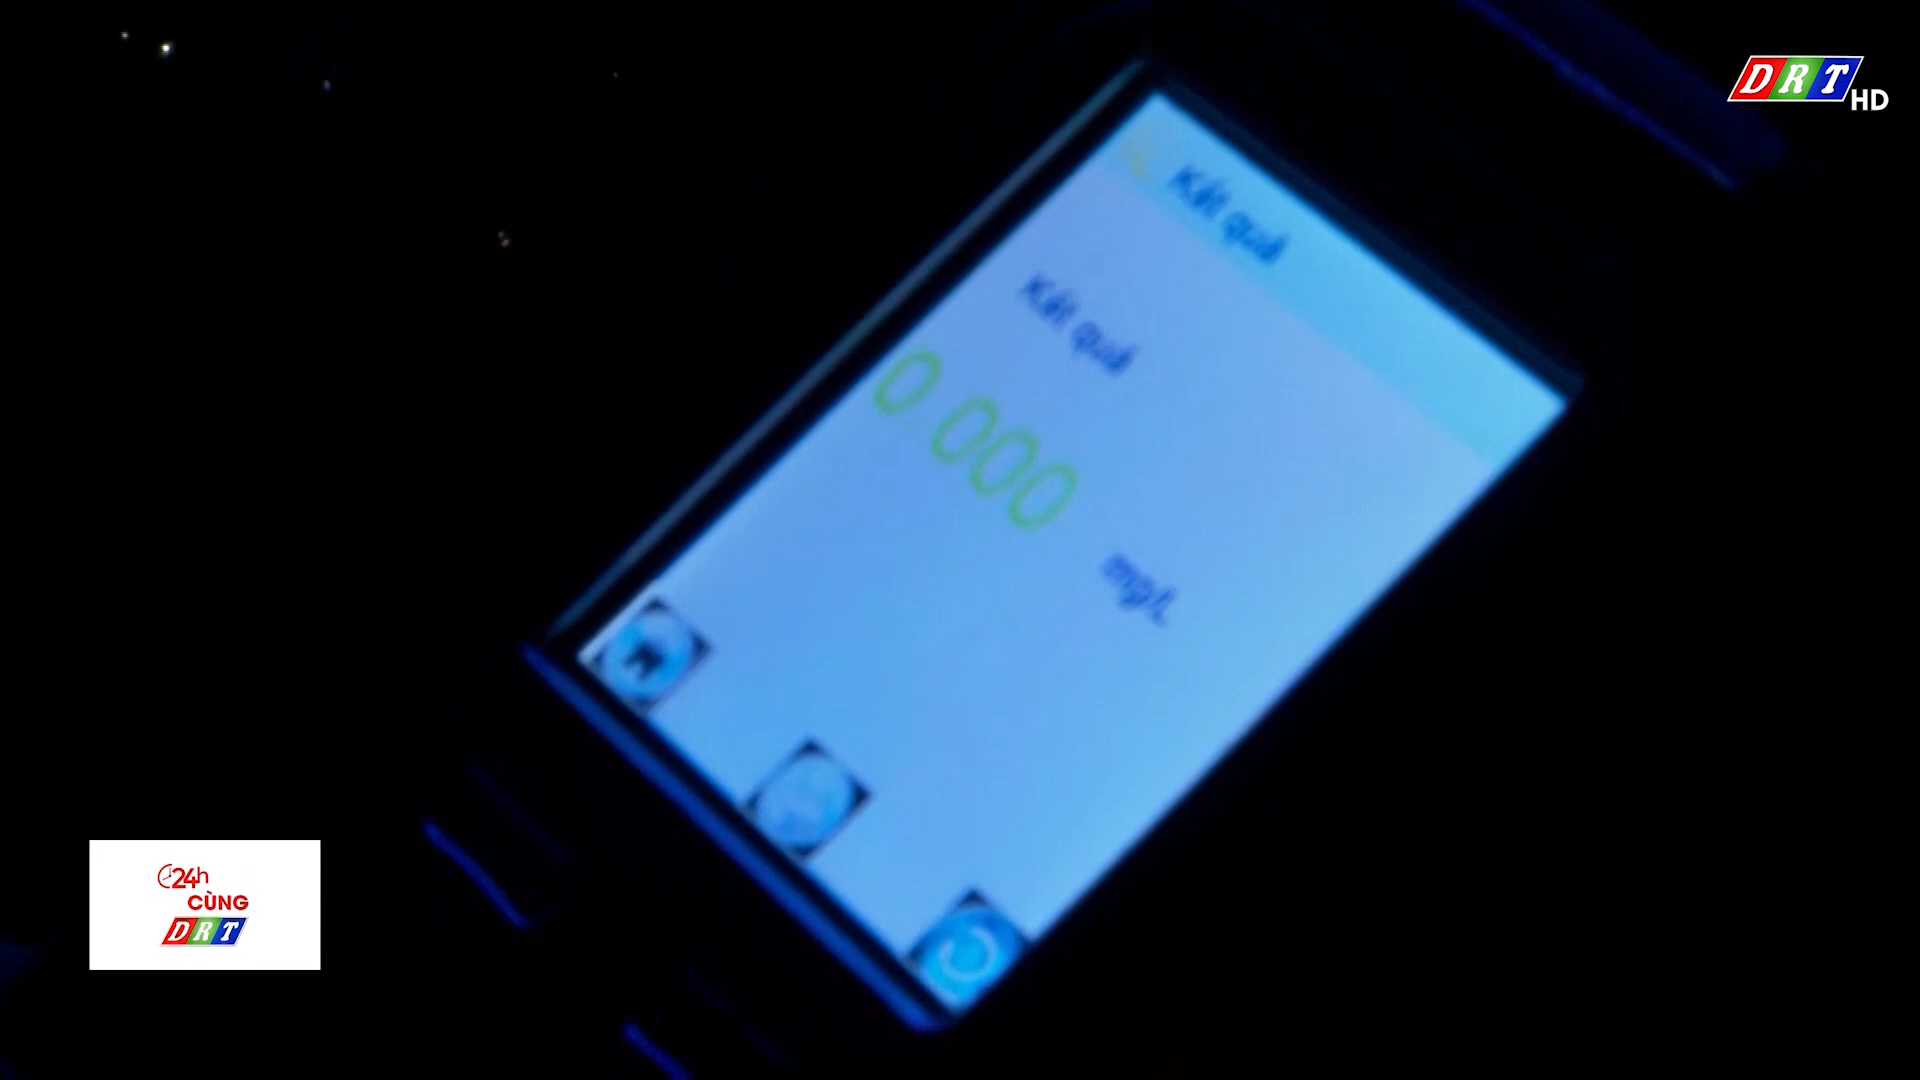 DRT HD
Kết quả
Kết quả
0.000
mg/L
24h
CÙNG
DRT